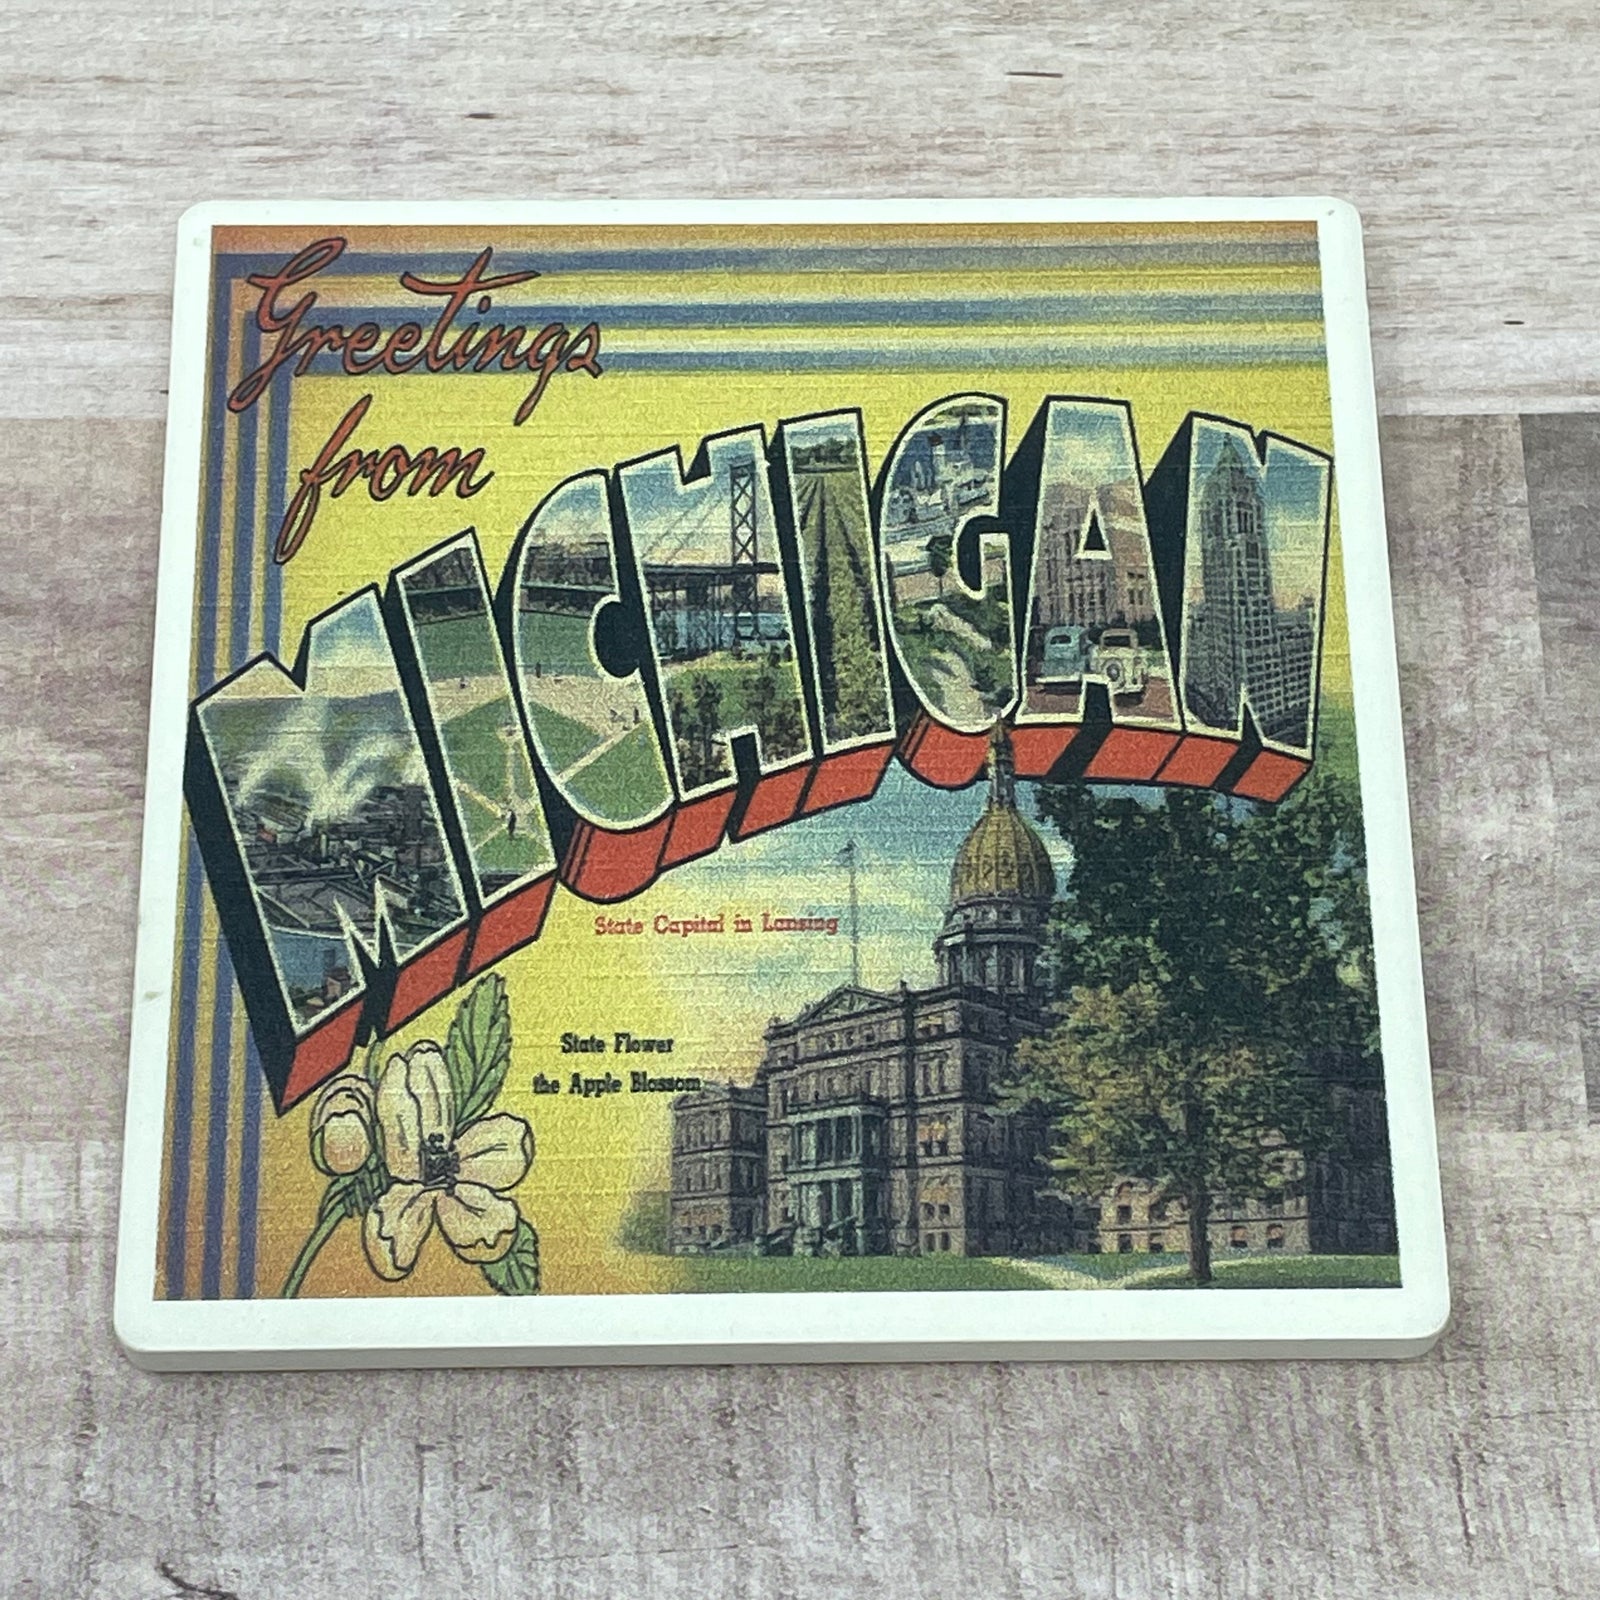 Greetings
from
MICHIGAN
State Capital in Lansing
State Flower
the Apple Blossom